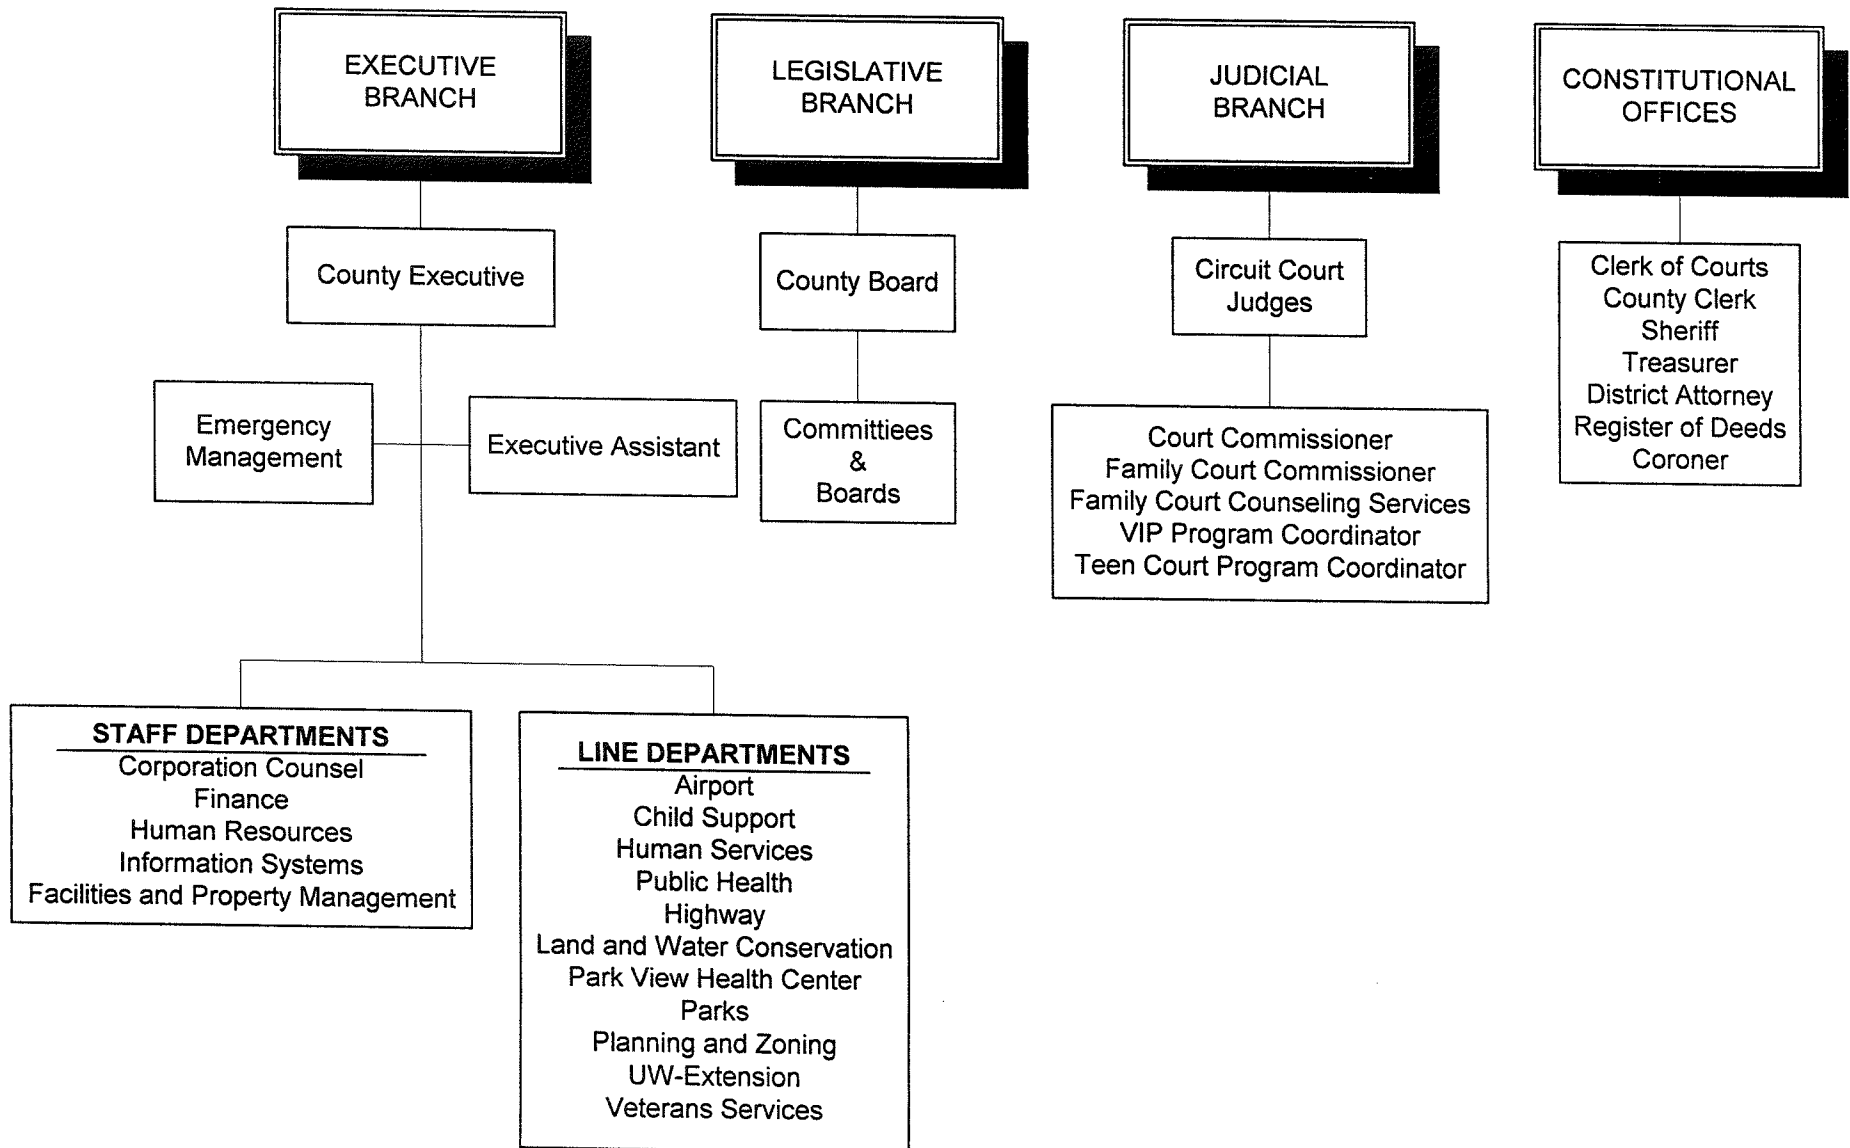 EXECUTIVE
BRANCH
County Executive
Emergency
Management
Executive Assistant
STAFF DEPARTMENTS
Corporation Counsel
Finance
Human Resources
Information Systems
Facilities and Property Management
LINE DEPARTMENTS
Airport
Child Support
Human Services
Public Health
Highway
Land and Water Conservation
Park View Health Center
Parks
Planning and Zoning
UW-Extension
Veterans Services
LEGISLATIVE
BRANCH
County Board
Committiees
&
Boards
JUDICIAL
BRANCH
Circuit Court
Judges
Court Commissioner
Family Court Commissioner
Family Court Counseling Services
VIP Program Coordinator
Teen Court Program Coordinator
CONSTITUTIONAL
OFFICES
Clerk of Courts
County Clerk
Sheriff
Treasurer
District Attorney
Register of Deeds
Coroner